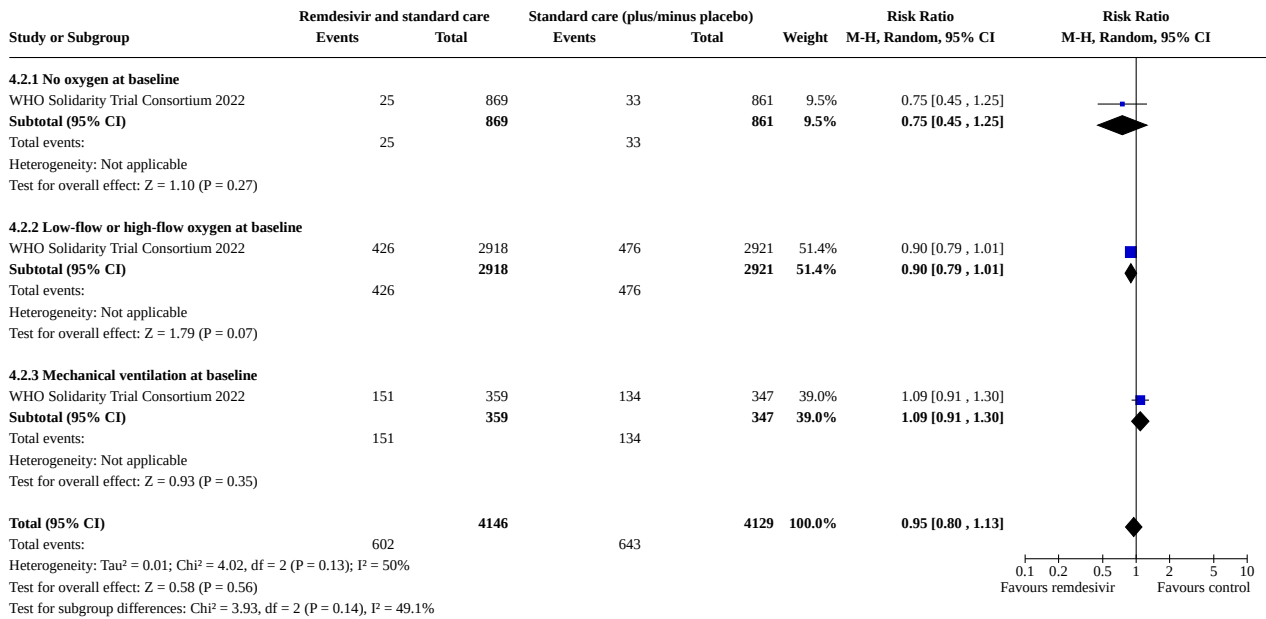 Remdesivir and standard care Standard care (plus/minus placebo) Risk Ratio Risk Ratio
Study or Subgroup Events Total Events Total Weight M-H, Random, 95% CI M-H, Random, 95% CI
4.2.1 No oxygen at baseline
WHO Solidarity Trial Consortium 2022 25 869 33 861 9.5% 0.75 [0.45 , 1.25]
Subtotal (95% CI) 869 861 9.5% 0.75 [0.45 , 1.25]
Total events: 25 33
Heterogeneity: Not applicable
Test for overall effect: Z = 1.10 (P = 0.27)
4.2.2 Low-flow or high-flow oxygen at baseline
WHO Solidarity Trial Consortium 2022 426 2918 476 2921 51.4% 0.90 [0.79 , 1.01]
Subtotal (95% CI) 2918 2921 51.4% 0.90 [0.79 , 1.01]
Total events: 426 476
Heterogeneity: Not applicable
Test for overall effect: Z = 1.79 (P = 0.07)
4.2.3 Mechanical ventilation at baseline
WHO Solidarity Trial Consortium 2022 151 359 134 347 39.0% 1.09 [0.91 , 1.30]
Subtotal (95% CI) 359 347 39.0% 1.09 [0.91 , 1.30]
Total events: 151 134
Heterogeneity: Not applicable
Test for overall effect: Z = 0.93 (P = 0.35)
Total (95% CI) 4146 4129 100.0% 0.95 [0.80 , 1.13]
Total events: 602 643
Heterogeneity: Tau² = 0.01; Chi² = 4.02, df = 2 (P = 0.13); I² = 50%
0.1 0.2 0.5 1 2 5 10
Test for overall effect: Z = 0.58 (P = 0.56) Favours remdesivir Favours control
Test for subgroup differences: Chi² = 3.93, df = 2 (P = 0.14), I² = 49.1%